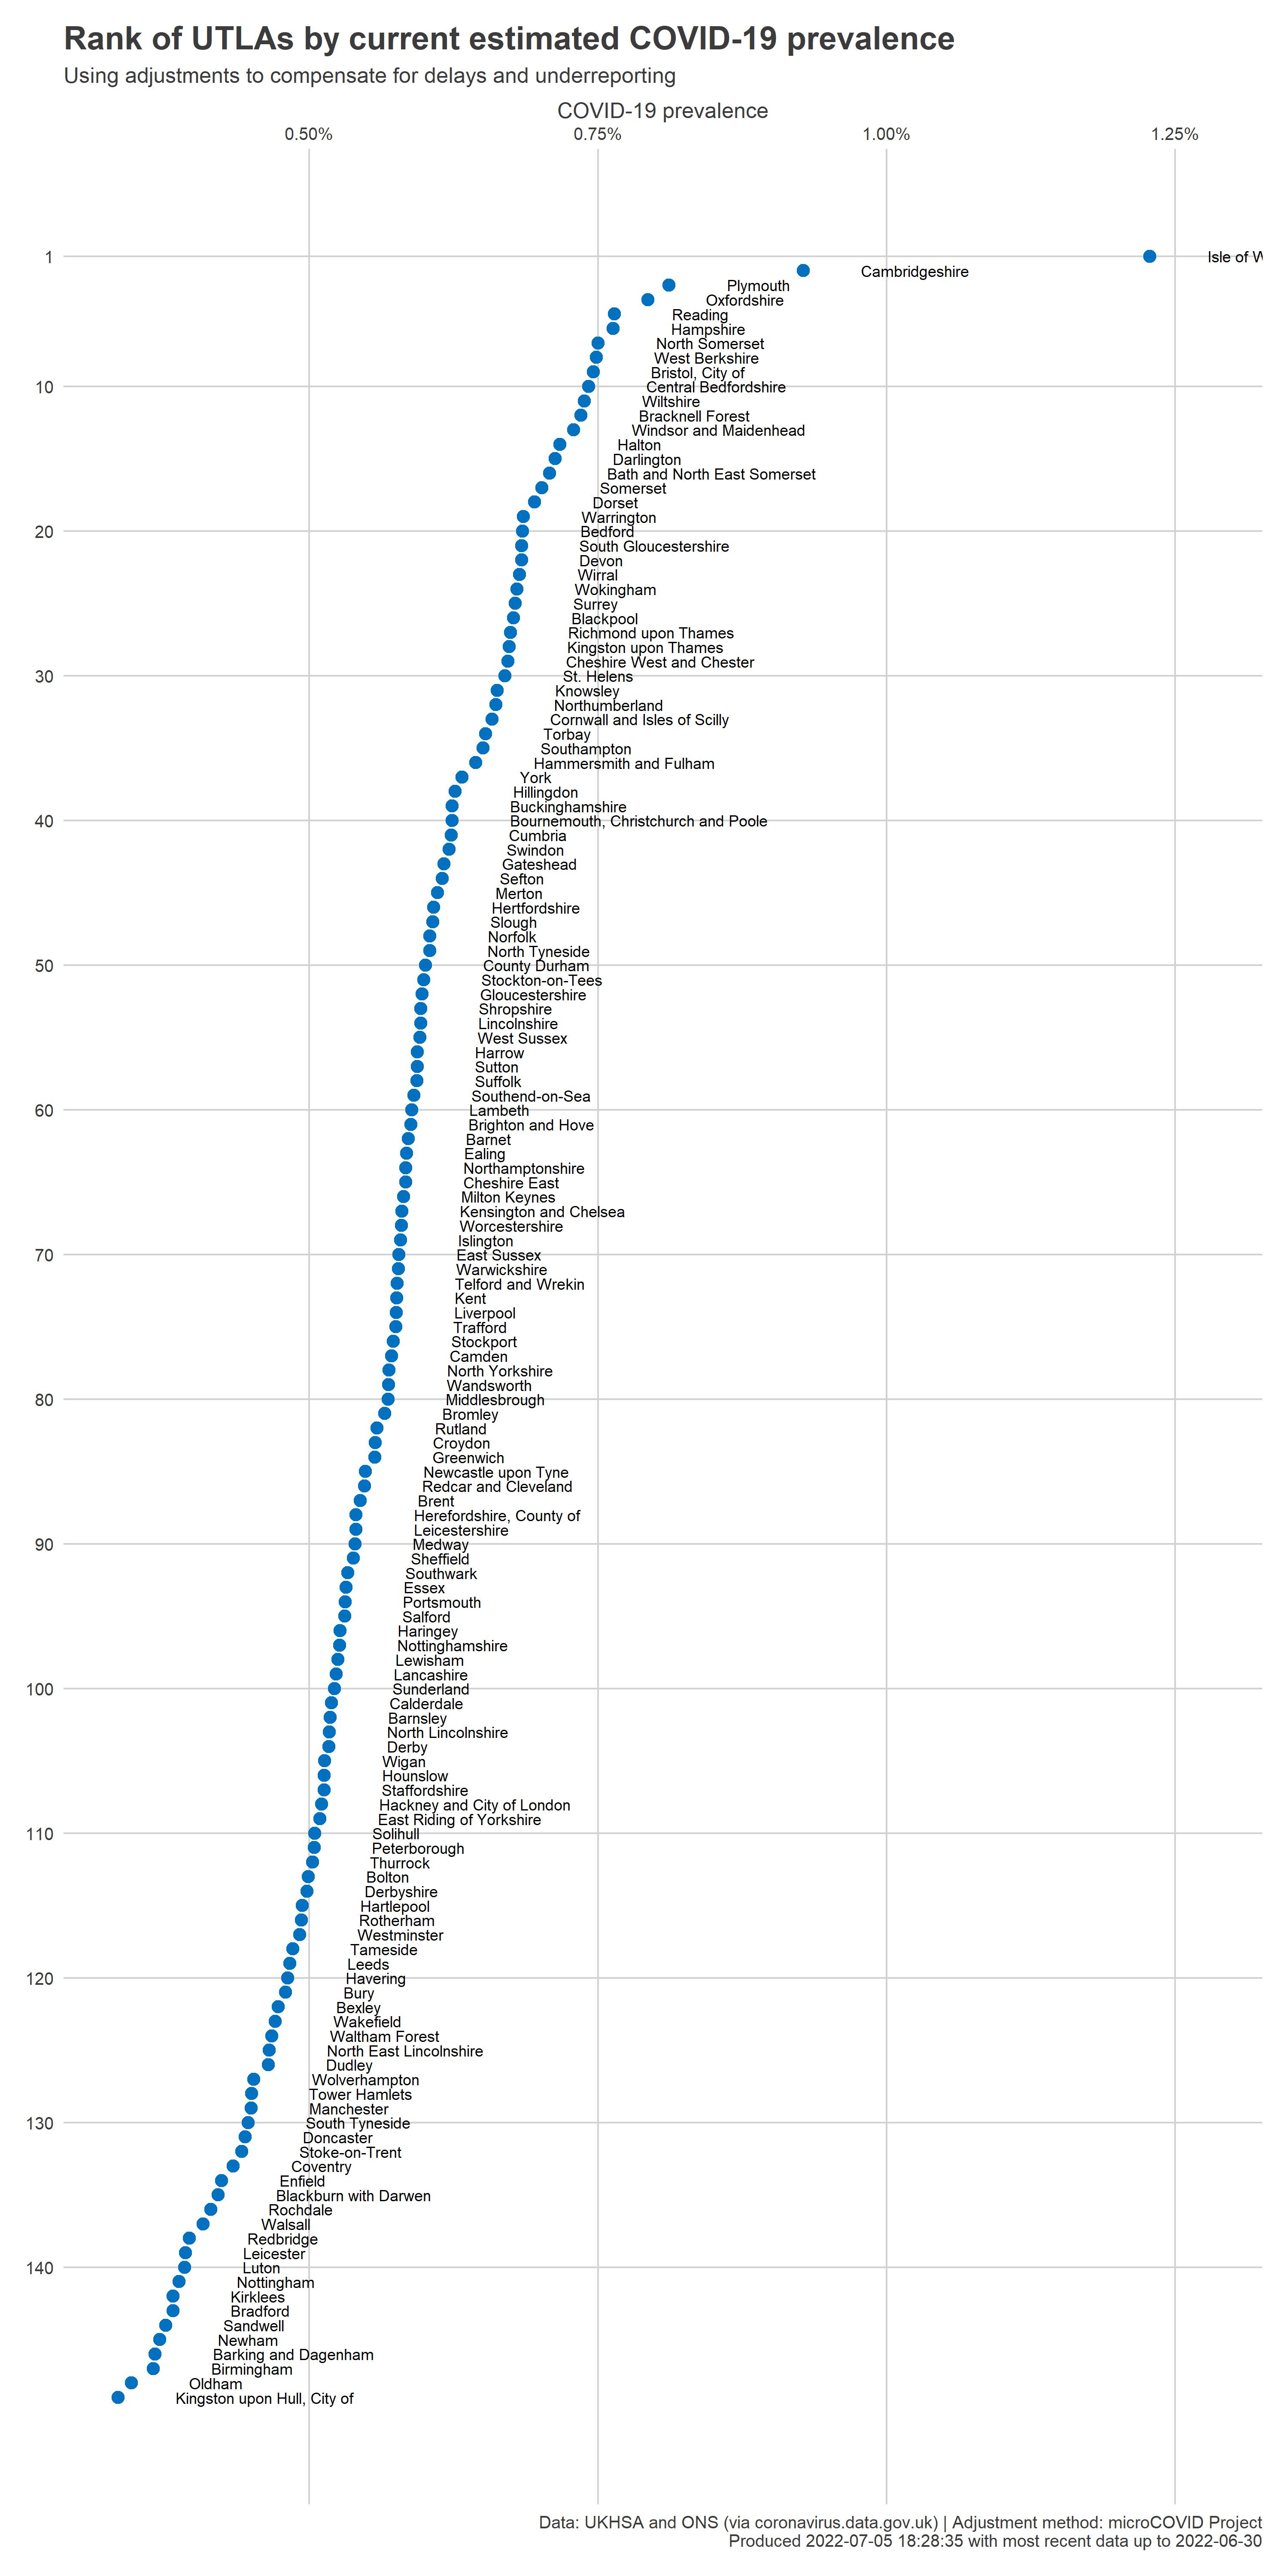 Rank of UTLAs by current estimated COVID-19 prevalence
Using adjustments to compensate for delays and underreporting
COVID-19 prevalence
0.50% 0.75% 1.00% 1.25%
1 Isle of W
Cambridgeshire
Plymouth
Oxfordshire
Reading
Hampshire
North Somerset
West Berkshire
Bristol, City of
10 Central Bedfordshire
Wiltshire
Bracknell Forest
Windsor and Maidenhead
Halton
Darlington
Bath and North East Somerset
Somerset
Dorset
Warrington
20 Bedford
South Gloucestershire
Devon
Wirral
Wokingham
Surrey
Blackpool
Richmond upon Thames
Kingston upon Thames
Cheshire West and Chester
30 St. Helens
Knowsley
Northumberland
Cornwall and Isles of Scilly
Torbay
Southampton
Hammersmith and Fulham
York
Hillingdon
Buckinghamshire
40 Bournemouth, Christchurch and Poole
Cumbria
Swindon
Gateshead
Sefton
Merton
Hertfordshire
Slough
Norfolk
North Tyneside
50 County Durham
Stockton-on-Tees
Gloucestershire
Shropshire
Lincolnshire
West Sussex
Harrow
Sutton
Suffolk
Southend-on-Sea
60 Lambeth
Brighton and Hove
Barnet
Ealing
Northamptonshire
Cheshire East
Milton Keynes
Kensington and Chelsea
Worcestershire
Islington
70 East Sussex
Warwickshire
Telford and Wrekin
Kent
Liverpool
Trafford
Stockport
Camden
North Yorkshire
Wandsworth
80 Middlesbrough
Bromley
Rutland
Croydon
Greenwich
Newcastle upon Tyne
Redcar and Cleveland
Brent
Herefordshire, County of
Leicestershire
90 Medway
Sheffield
Southwark
Essex
Portsmouth
Salford
Haringey
Nottinghamshire
Lewisham
Lancashire
100 Sunderland
Calderdale
Barnsley
North Lincolnshire
Derby
Wigan
Hounslow
Staffordshire
Hackney and City of London
East Riding of Yorkshire
110 Solihull
Peterborough
Thurrock
Bolton
Derbyshire
Hartlepool
Rotherham
Westminster
Tameside
Leeds
120 Havering
Bury
Bexley
Wakefield
Waltham Forest
North East Lincolnshire
Dudley
Wolverhampton
Tower Hamlets
Manchester
130 South Tyneside
Doncaster
Stoke-on-Trent
Coventry
Enfield
Blackburn with Darwen
Rochdale
Walsall
Redbridge
Leicester
140 Luton
Nottingham
Kirklees
Bradford
Sandwell
Newham
Barking and Dagenham
Birmingham
Oldham
Kingston upon Hull, City of
Data: UKHSA and ONS (via coronavirus.data.gov.uk) | Adjustment method: microCOVID Project
Produced 2022-07-05 18:28:35 with most recent data up to 2022-06-30